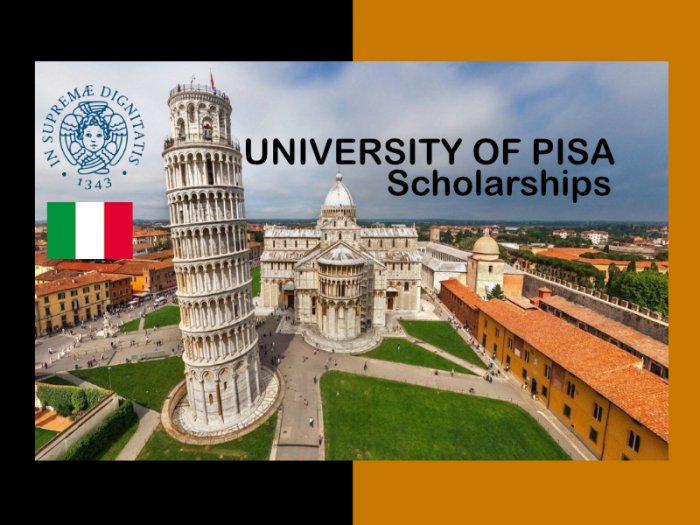 IN SUPREMÆ DIGNITATIS
· 1343 ·
UNIVERSITY OF PISA
Scholarships